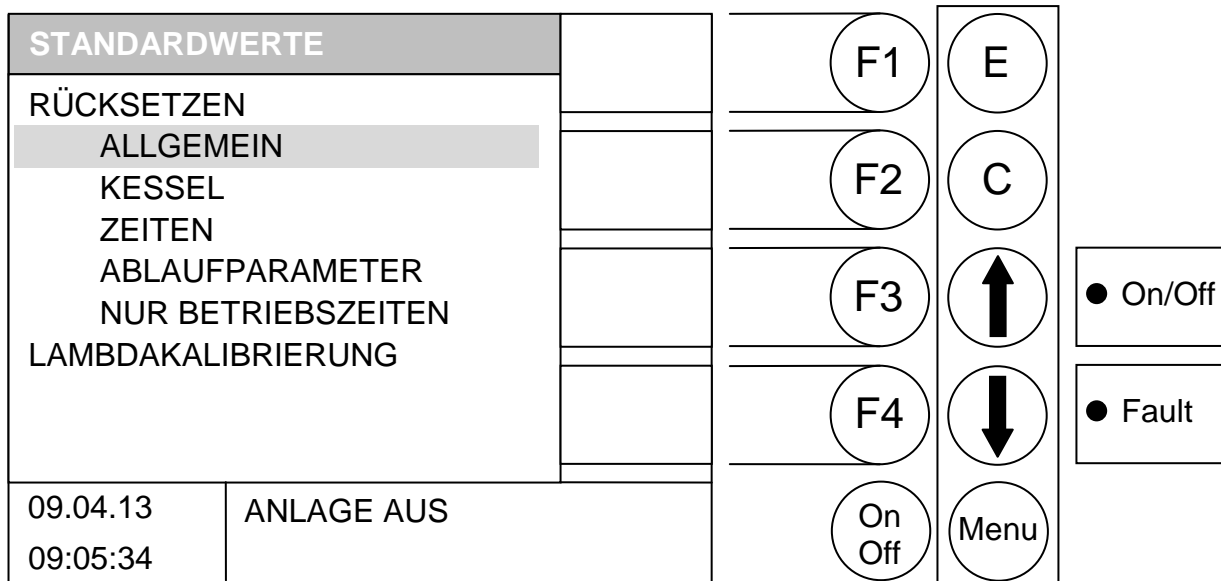 STANDARDWERTE
RÜCKSETZEN
ALLGEMEIN
KESSEL
ZEITEN
ABLAUFPARAMETER
NUR BETRIEBSZEITEN
LAMBDAKALIBRIERUNG
09.04.13
09:05:34
ANLAGE AUS
F1
E
F2
C
F3
On/Off
F4
Fault
On
Off
Menu